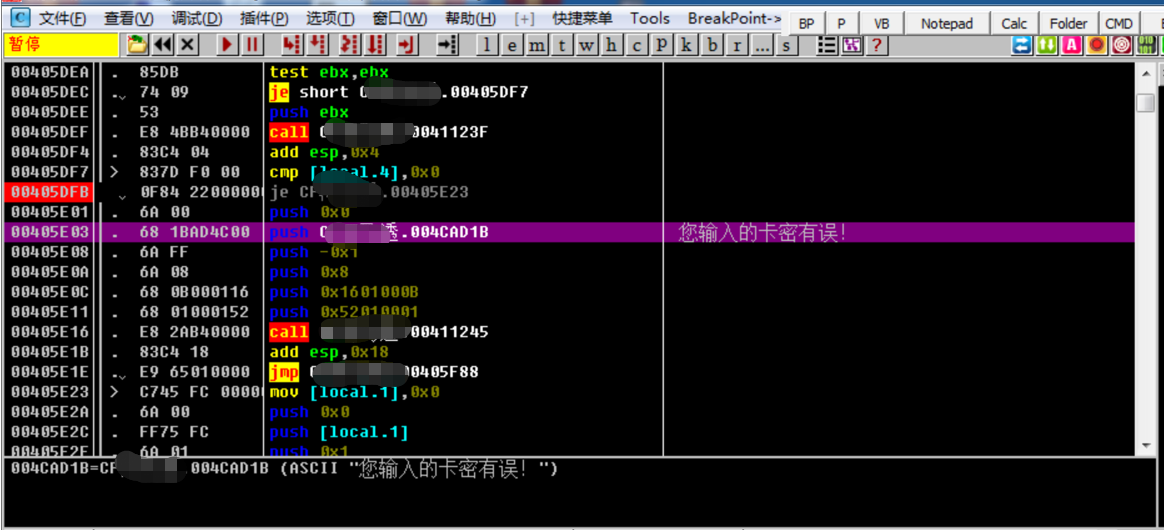 C 文件(F) 查看(V) 调试(D) 插件(P) 选项(T) 窗口(W) 帮助(H) [+] 快捷菜单 Tools BreakPoint-> BP P VB Notepad Calc Folder CMD
暂停 l e m t w h c P k b r ... s ?
00405DEA . 85DB test ebx,ebx
00405DEC . 74 09 je short .00405DF7
00405DEE . 53 push ebx
00405DEF . E8 4BB40000 call 0041123F
00405DF4 . 83C4 04 add esp,0x4
00405DF7 > 837D F0 00 cmp [local.4],0x0
00405DFB 0F84 2200000 je CF .00405E23
00405E01 . 6A 00 push 0x0
00405E03 . 68 1BAD4C00 push 透.004CAD1B 您输入的卡密有误!
00405E08 . 6A FF push -0x1
00405E0A . 6A 08 push 0x8
00405E0C . 68 0B000116 push 0x1601000B
00405E11 . 68 01000152 push 0x52010001
00405E16 . E8 2AB40000 call .00411245
00405E1B . 83C4 18 add esp,0x18
00405E1E . E9 65010000 jmp 00405F88
00405E23 > C745 FC 0000 mov [local.1],0x0
00405E2A . 6A 00 push 0x0
00405E2C . FF75 FC push [local.1]
00405E2F . 6A 01 push 0x1
004CAD1B=CF .004CAD1B (ASCII "您输入的卡密有误!")